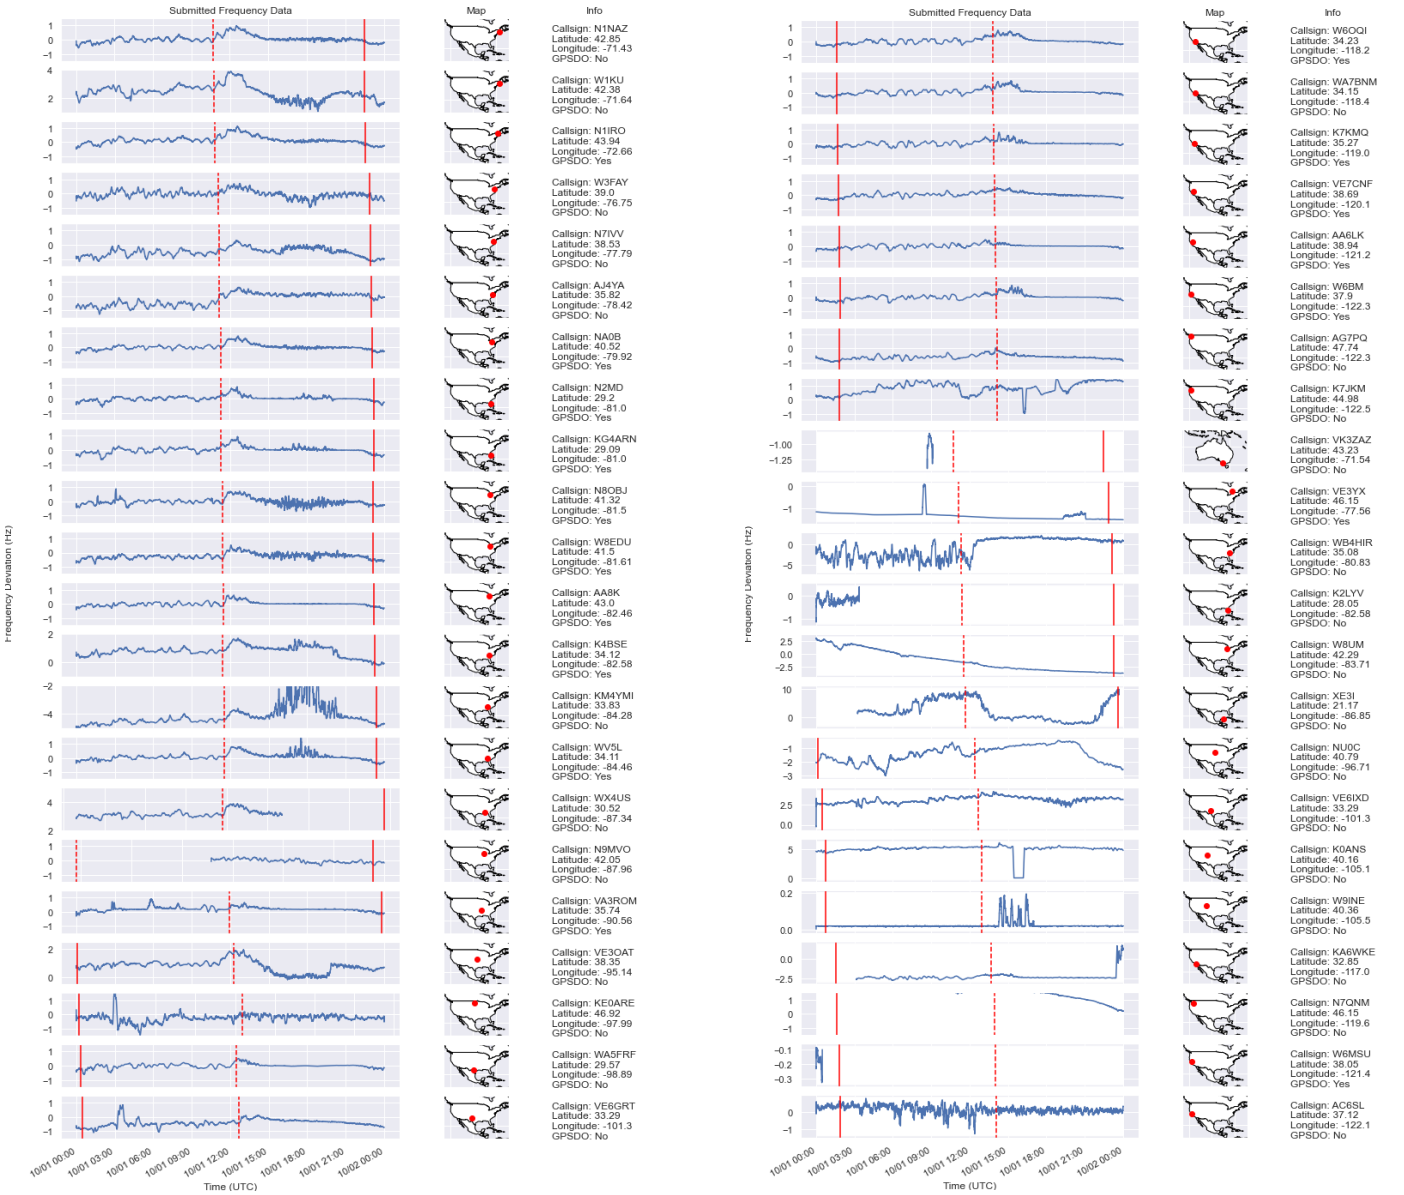 Submitted Frequency Data
Map
Info
Callsign: N1NAZ
Latitude: 42.85
Longitude: -71.43
GPSDO: No
Callsign: W1KU
Latitude: 42.38
Longitude: -71.64
GPSDO: No
Callsign: N1IRO
Latitude: 43.94
Longitude: -72.66
GPSDO: Yes
Callsign: W3FAY
Latitude: 39.0
Longitude: -76.75
GPSDO: No
Callsign: N7IVV
Latitude: 38.53
Longitude: -77.79
GPSDO: No
Callsign: AJ4YA
Latitude: 35.82
Longitude: -78.42
GPSDO: No
Callsign: NA0B
Latitude: 40.52
Longitude: -79.92
GPSDO: Yes
Callsign: N2MD
Latitude: 29.2
Longitude: -81.0
GPSDO: Yes
Callsign: KG4ARN
Latitude: 29.09
Longitude: -81.0
GPSDO: Yes
Callsign: N8OBJ
Latitude: 41.32
Longitude: -81.5
GPSDO: Yes
Callsign: W8EDU
Latitude: 41.5
Longitude: -81.61
GPSDO: Yes
Callsign: AA8K
Latitude: 43.0
Longitude: -82.46
GPSDO: Yes
Callsign: K4BSE
Latitude: 34.12
Longitude: -82.58
GPSDO: Yes
Callsign: KM4YMI
Latitude: 33.83
Longitude: -84.28
GPSDO: No
Callsign: WV5L
Latitude: 34.11
Longitude: -84.46
GPSDO: Yes
Callsign: WX4US
Latitude: 30.52
Longitude: -87.34
GPSDO: No
Callsign: N9MVO
Latitude: 42.05
Longitude: -87.96
GPSDO: No
Callsign: VA3ROM
Latitude: 35.74
Longitude: -90.56
GPSDO: Yes
Callsign: VE3OAT
Latitude: 38.35
Longitude: -95.14
GPSDO: No
Callsign: KE0ARE
Latitude: 46.92
Longitude: -97.99
GPSDO: No
Callsign: WA5FRF
Latitude: 29.57
Longitude: -98.89
GPSDO: No
Callsign: VE6GRT
Latitude: 33.29
Longitude: -101.3
GPSDO: No
Frequency Deviation (Hz)
10/01 00:00
10/01 03:00
10/01 06:00
10/01 09:00
10/01 12:00
10/01 15:00
10/01 18:00
10/01 21:00
10/02 00:00
Time (UTC)
Submitted Frequency Data
Map
Info
Callsign: W6OQI
Latitude: 34.23
Longitude: -118.2
GPSDO: Yes
Callsign: WA7BNM
Latitude: 34.15
Longitude: -118.4
GPSDO: Yes
Callsign: K7KMQ
Latitude: 35.27
Longitude: -119.0
GPSDO: Yes
Callsign: VE7CNF
Latitude: 38.69
Longitude: -120.1
GPSDO: Yes
Callsign: AA6LK
Latitude: 38.94
Longitude: -121.2
GPSDO: Yes
Callsign: W6BM
Latitude: 37.9
Longitude: -122.3
GPSDO: Yes
Callsign: AG7PQ
Latitude: 47.74
Longitude: -122.3
GPSDO: No
Callsign: K7JKM
Latitude: 44.98
Longitude: -122.5
GPSDO: No
Callsign: VK3ZAZ
Latitude: 43.23
Longitude: -71.54
GPSDO: No
Callsign: VE3YX
Latitude: 46.15
Longitude: -77.56
GPSDO: Yes
Callsign: WB4HIR
Latitude: 35.08
Longitude: -80.83
GPSDO: No
Callsign: K2LYV
Latitude: 28.05
Longitude: -82.58
GPSDO: No
Callsign: W8UM
Latitude: 42.29
Longitude: -83.71
GPSDO: No
Callsign: XE3I
Latitude: 21.17
Longitude: -86.85
GPSDO: No
Callsign: NU0C
Latitude: 40.79
Longitude: -96.71
GPSDO: No
Callsign: VE6IXD
Latitude: 33.29
Longitude: -101.3
GPSDO: No
Callsign: K0ANS
Latitude: 40.16
Longitude: -105.1
GPSDO: No
Callsign: W9INE
Latitude: 40.36
Longitude: -105.5
GPSDO: No
Callsign: KA6WKE
Latitude: 32.85
Longitude: -117.0
GPSDO: No
Callsign: N7QNM
Latitude: 46.15
Longitude: -119.6
GPSDO: No
Callsign: W6MSU
Latitude: 38.05
Longitude: -121.4
GPSDO: Yes
Callsign: AC6SL
Latitude: 37.12
Longitude: -122.1
GPSDO: No
Frequency Deviation (Hz)
10/01 00:00
10/01 03:00
10/01 06:00
10/01 09:00
10/01 12:00
10/01 15:00
10/01 18:00
10/01 21:00
10/02 00:00
Time (UTC)